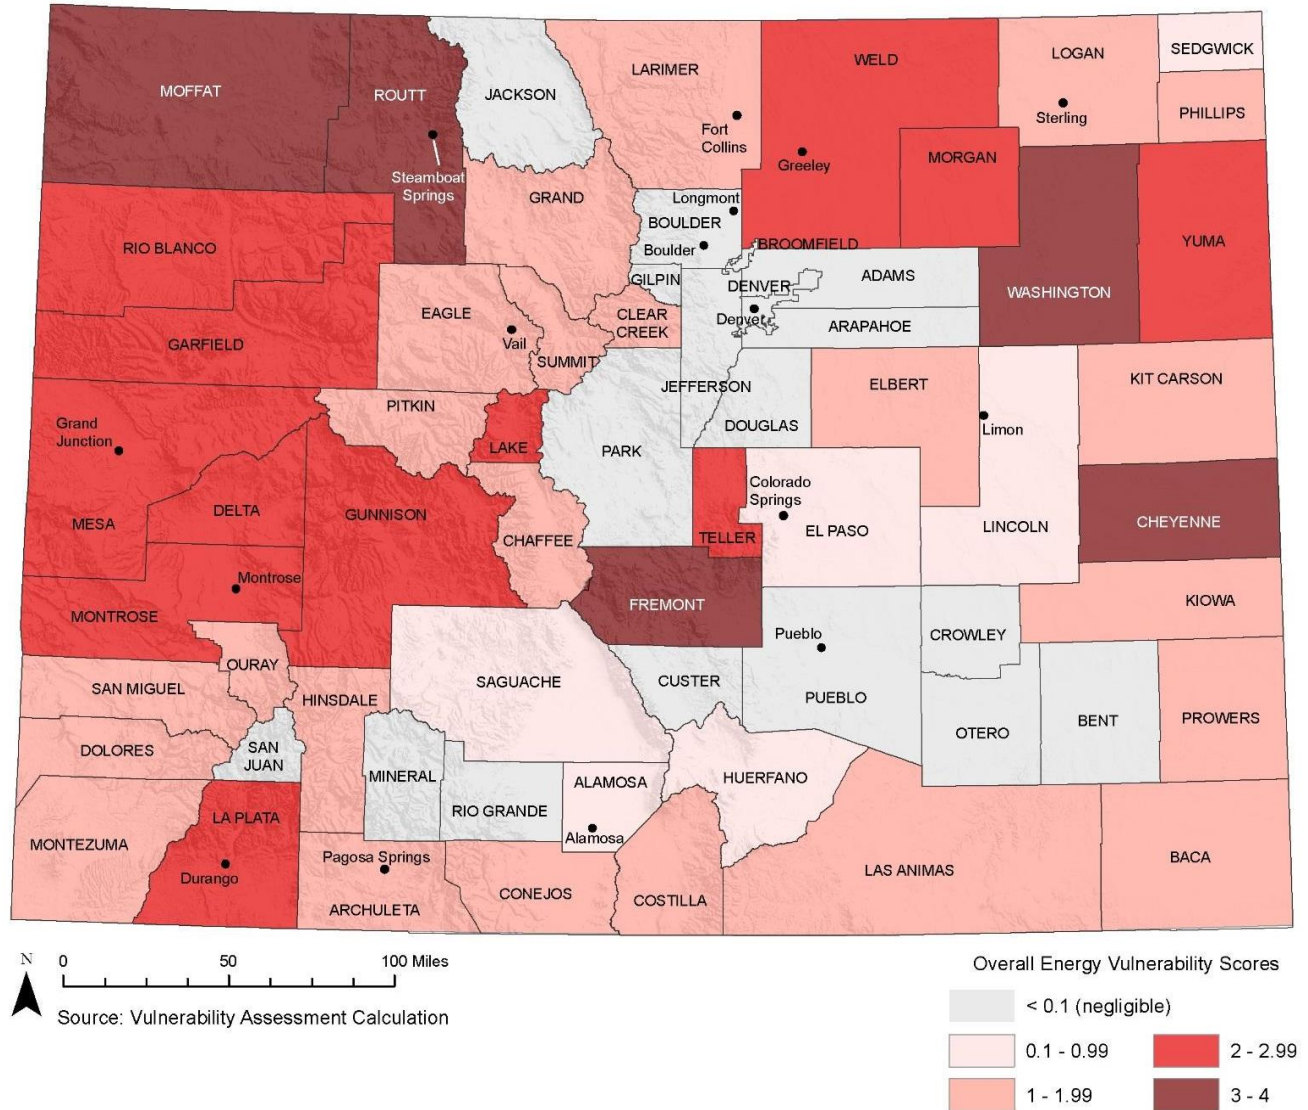 MOFFAT
ROUTT
JACKSON
LARIMER
WELD
LOGAN
SEDGWICK
PHILLIPS
Sterling
Fort
Collins
Greeley
MORGAN
Steamboat
Springs
GRAND
Longmont
BOULDER
Boulder
BROOMFIELD
RIO BLANCO
YUMA
GILPIN
DENVER
ADAMS
WASHINGTON
EAGLE
CLEAR
CREEK
Denver
ARAPAHOE
GARFIELD
Vail
SUMMIT
JEFFERSON
ELBERT
KIT CARSON
PITKIN
Grand
Junction
DOUGLAS
Limon
LAKE
PARK
Colorado
Springs
MESA
DELTA
GUNNISON
CHAFFEE
TELLER
EL PASO
LINCOLN
CHEYENNE
Montrose
MONTROSE
FREMONT
KIOWA
Pueblo
CROWLEY
OURAY
SAN MIGUEL
HINSDALE
SAGUACHE
CUSTER
PUEBLO
OTERO
BENT
PROWERS
DOLORES
SAN
JUAN
MINERAL
RIO GRANDE
ALAMOSA
HUERFANO
LA PLATA
Alamosa
MONTEZUMA
Durango
Pagosa Springs
ARCHULETA
CONEJOS
COSTILLA
LAS ANIMAS
BACA
N
0 50 100 Miles
Source: Vulnerability Assessment Calculation
Overall Energy Vulnerability Scores
< 0.1 (negligible)
0.1 - 0.99
2 - 2.99
1 - 1.99
3 - 4